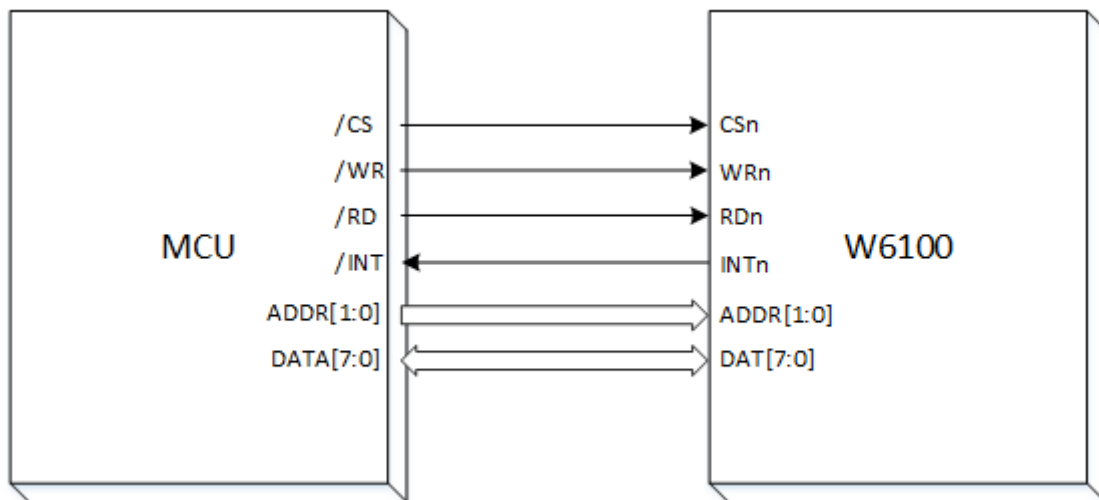 /CS CSn
/WR WRn
/RD RDn
MCU /INT INTn W6100
ADDR[1:0] ADDR[1:0]
DATA[7:0] DAT[7:0]